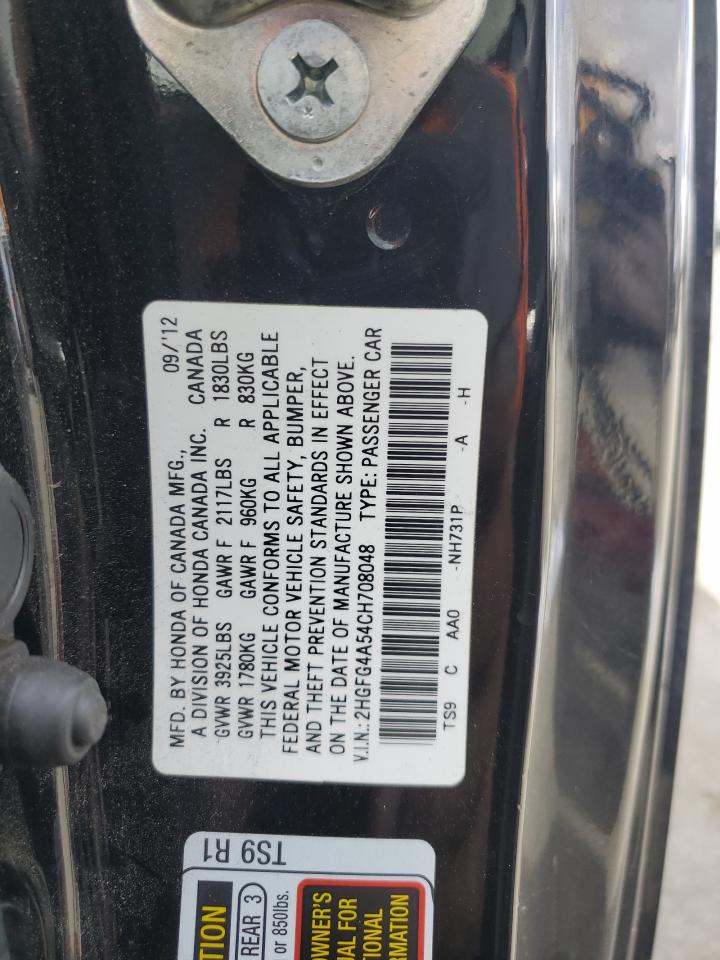 MFD. BY HONDA OF CANADA MFG., 09/'12
A DIVISION OF HONDA CANADA INC. CANADA
GVWR 3925LBS GAWR F 2117LBS R 1830LBS
GVWR 1780KG GAWR F 960KG R 830KG
THIS VEHICLE CONFORMS TO ALL APPLICABLE
FEDERAL MOTOR VEHICLE SAFETY, BUMPER,
AND THEFT PREVENTION STANDARDS IN EFFECT
ON THE DATE OF MANUFACTURE SHOWN ABOVE.
V.I.N.: 2HGFG4A54CH708048 TYPE: PASSENGER CAR
TS9 C AA0 -NH731P -A -H
TS9 R1
TION
REAR 3
or 850lbs.
OWNER'S
UAL FOR
TIONAL
RMATION